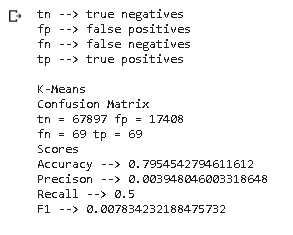 tn --> true negatives
fp --> false positives
fn --> false negatives
tp --> true positives
K-Means
Confusion Matrix
tn = 67897 fp = 17408
fn = 69 tp = 69
Scores
Accuracy --> 0.7954542794611612
Precison --> 0.003948046003318648
Recall --> 0.5
F1 --> 0.007834232188475732